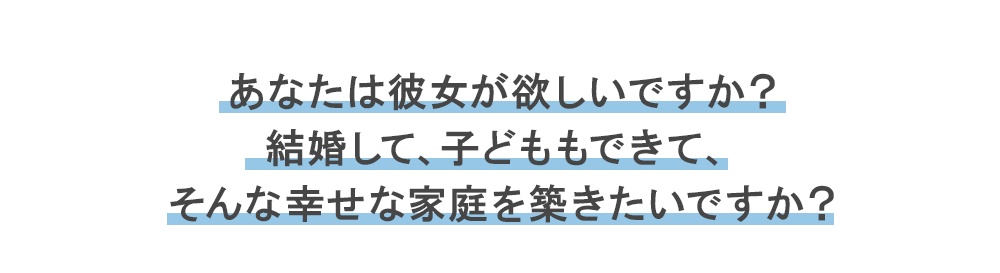 あなたは彼女が欲しいですか？
結婚して、子どももできて、
そんな幸せな家庭を築きたいですか？